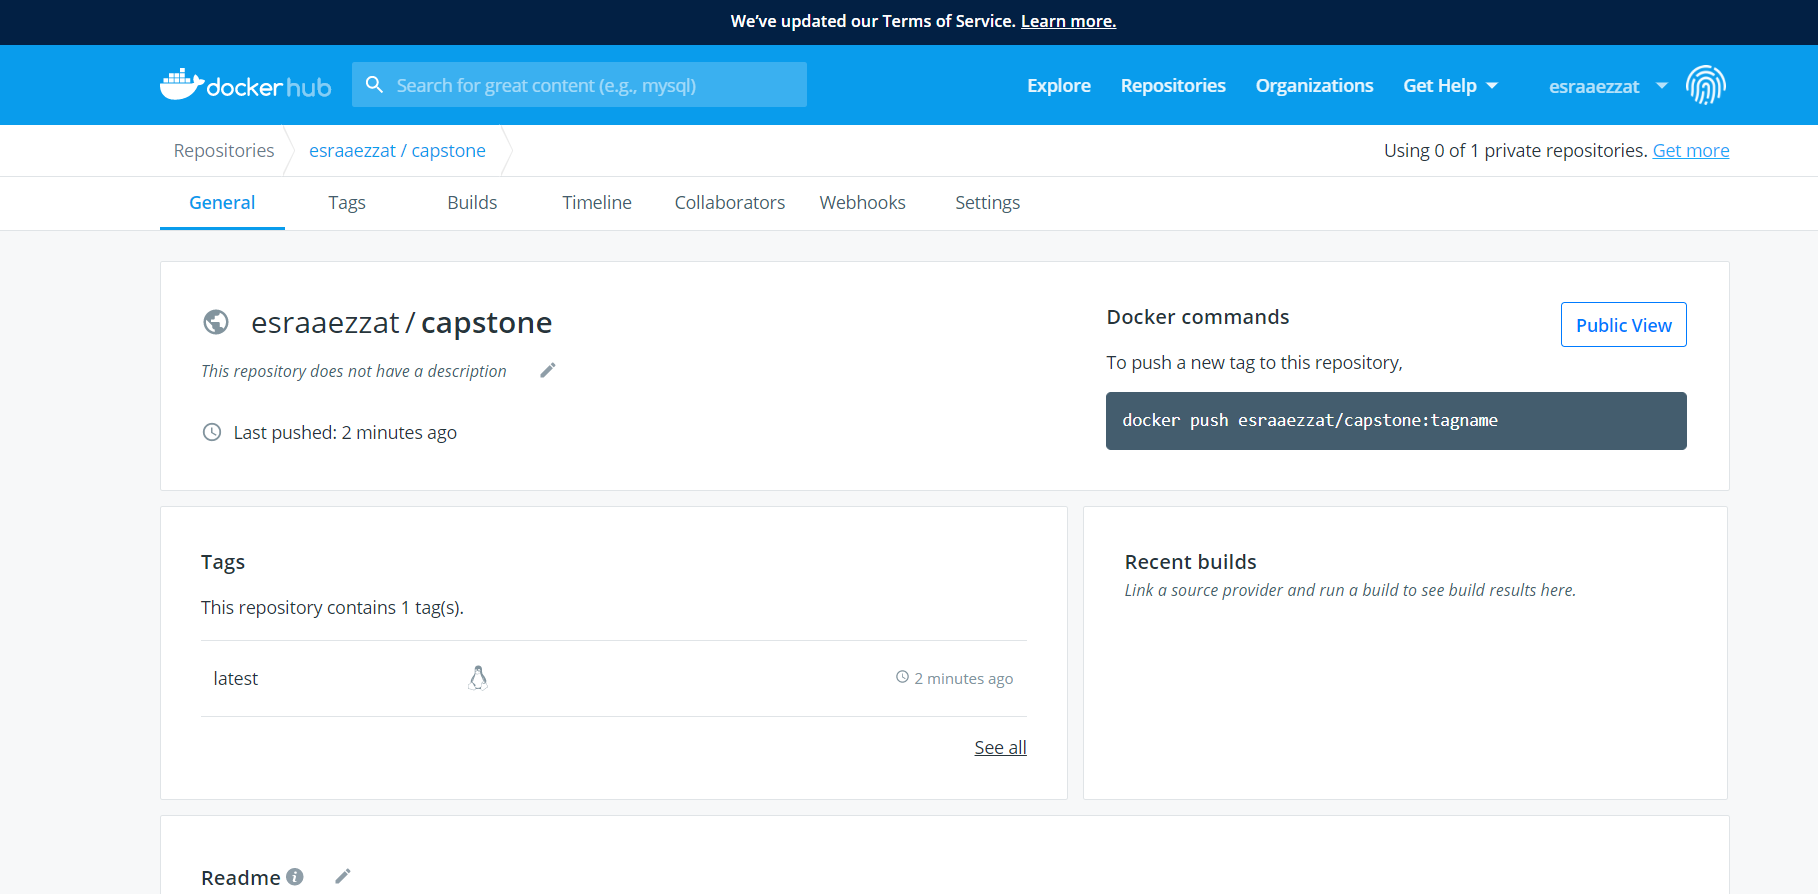 We've updated our Terms of Service. Learn more.
docker hub
Search for great content (e.g., mysql)
Explore
Repositories
Organizations
Get Help
esraaezzat
Repositories
esraaezzat / capstone
Using 0 of 1 private repositories. Get more
General
Tags
Builds
Timeline
Collaborators
Webhooks
Settings
esraaezzat / capstone
This repository does not have a description
Last pushed: 2 minutes ago
Docker commands
Public View
To push a new tag to this repository,
docker push esraaezzat/capstone:tagname
Tags
This repository contains 1 tag(s).
latest
2 minutes ago
See all
Recent builds
Link a source provider and run a build to see build results here.
Readme